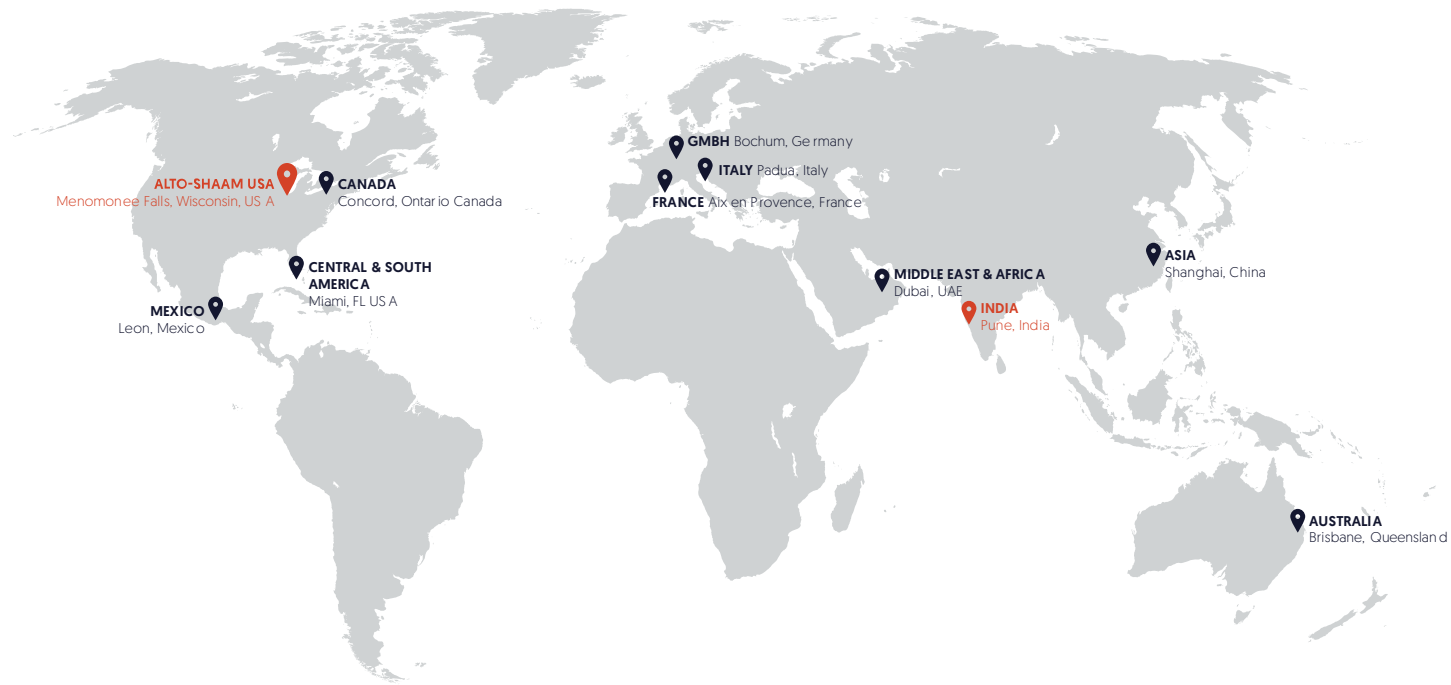 GMBH Bochum, Germany
ITALY Padua, Italy
ALTO-SHAAM USA
Menomonee Falls, Wisconsin, USA
CANADA
Concord, Ontario Canada
FRANCE Aix en Provence, France
CENTRAL & SOUTH
AMERICA
Miami, FL USA
MEXICO
Leon, Mexico
MIDDLE EAST & AFRICA
Dubai, UAE
INDIA
Pune, India
ASIA
Shanghai, China
AUSTRALIA
Brisbane, Queensland